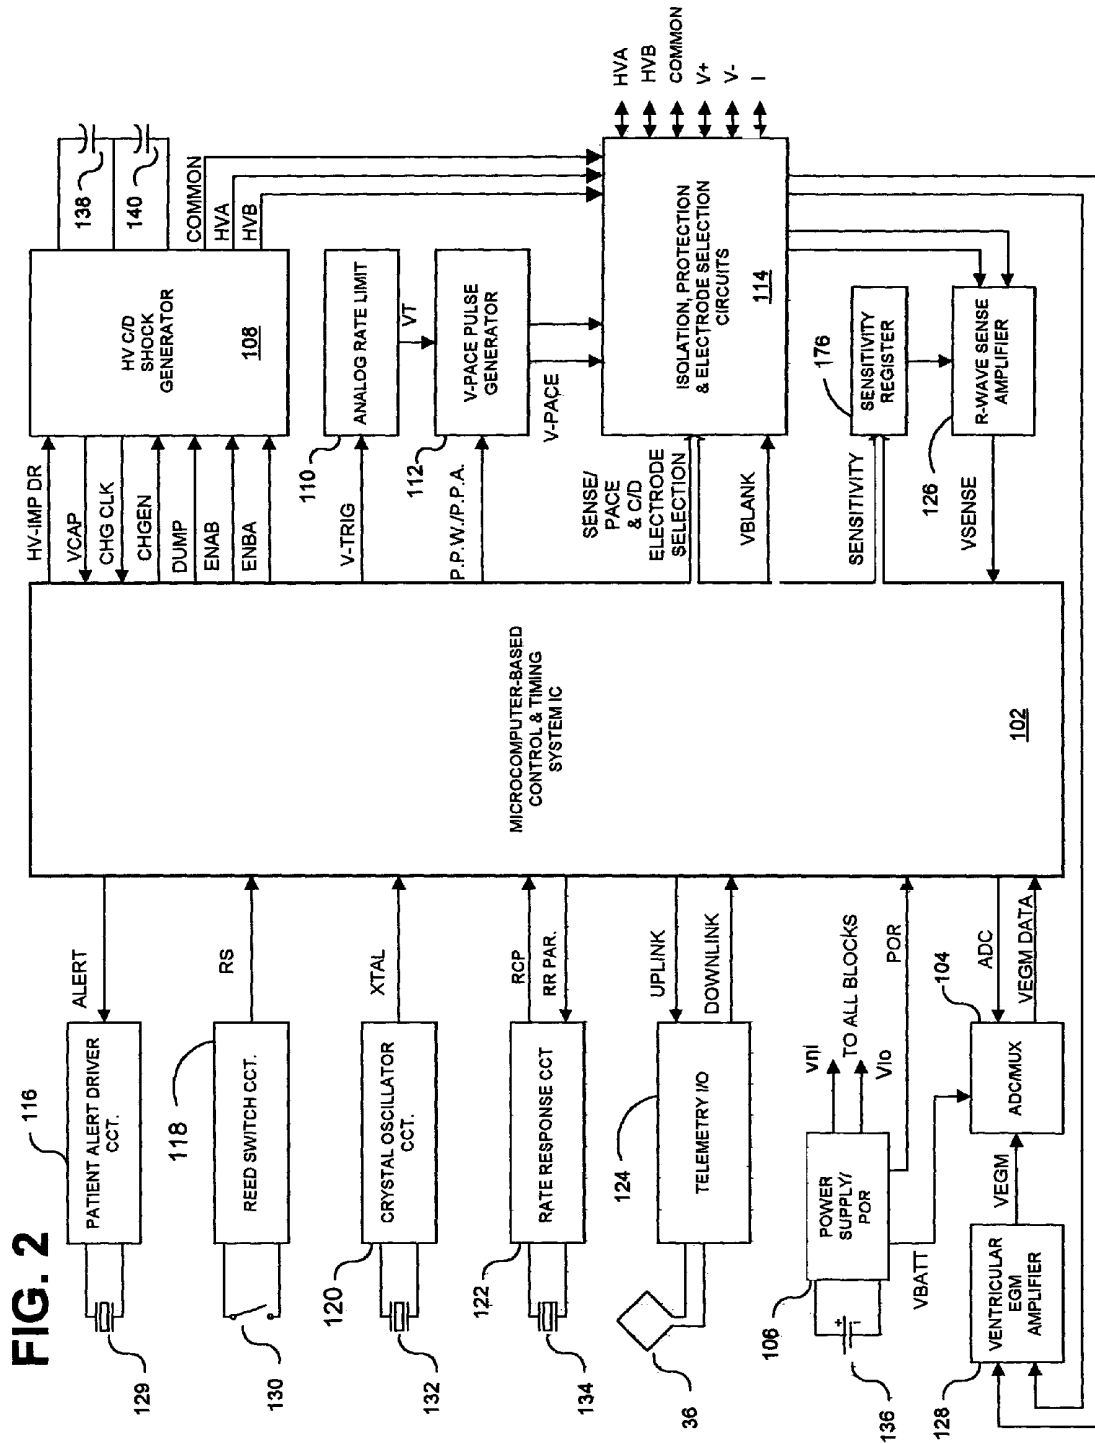 FIG. 2
129
116
PATIENT ALERT DRIVER
CCT.
ALERT
130
118
REED SWITCH CCT.
RS
132
120
CRYSTAL OSCILLATOR
CCT.
XTAL
134
122
RATE RESPONSE CCT
RCP
RR PAR.
36
124
TELEMETRY I/O
UPLINK
DOWNLINK
136
106
+
-
POWER
SUPPLY/
POR
TO ALL BLOCKS
Vlo
POR
VBATT
128
VENTRICULAR
EGM
AMPLIFIER
VEGM
ADC/MUX
104
ADC
VEGM DATA
MICROCOMPUTER-BASED
CONTROL & TIMING
SYSTEM IC
102
HV-IMP DR
VCAP
CHG CLK
CHGEN
DUMP
ENAB
ENBA
HV C/D
SHOCK
GENERATOR
108
138
140
COMMON
HVA
HVB
V-TRIG
110
ANALOG RATE LIMIT
VT
P.P.W./P.P.A.
112
V-PACE PULSE
GENERATOR
V-PACE
SENSE/
PACE
& C/D
ELECTRODE
SELECTION
VBLANK
ISOLATION, PROTECTION
& ELECTRODE SELECTION
CIRCUITS
114
HVA
HVB
COMMON
V+
V-
I
SENSITIVITY
176
SENSITIVITY
REGISTER
VSENSE
126
R-WAVE SENSE
AMPLIFIER